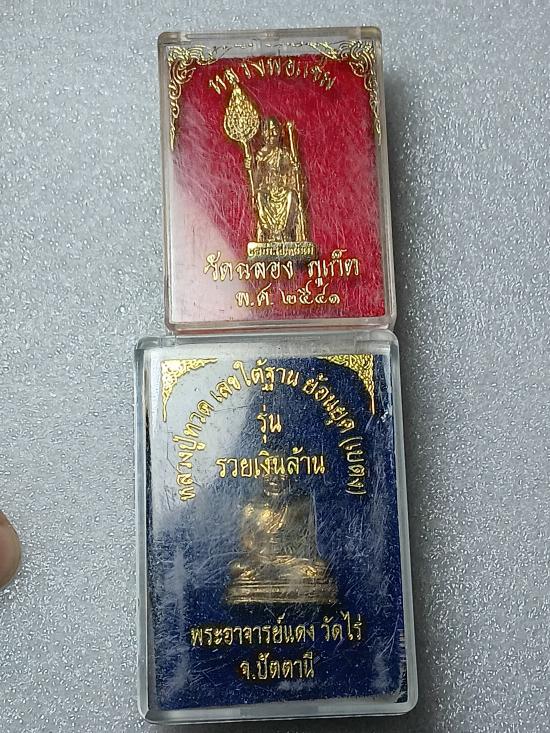 หลวงพ่อแช่ม
วัดฉลอง ภูเก็ต
พ.ศ. ๒๕๔๑
หลวงปู่ทวด เลขใต้ฐาน ย้อนยุค (แบตง)
รุ่น
รวยเงินล้าน
พระอาจารย์แดง วัดไร่
จ.ปัตตานี